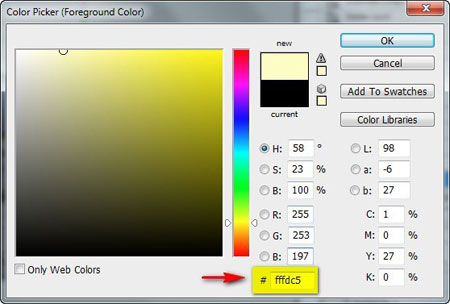 Color Picker (Foreground Color)
new
current
OK
Cancel
Add To Swatches
Color Libraries
H: 58 °
S: 23 %
B: 100 %
R: 255
G: 253
B: 197
# fffdc5
L: 98
a: -6
b: 27
C: 1 %
M: 0 %
Y: 27 %
K: 0 %
Only Web Colors